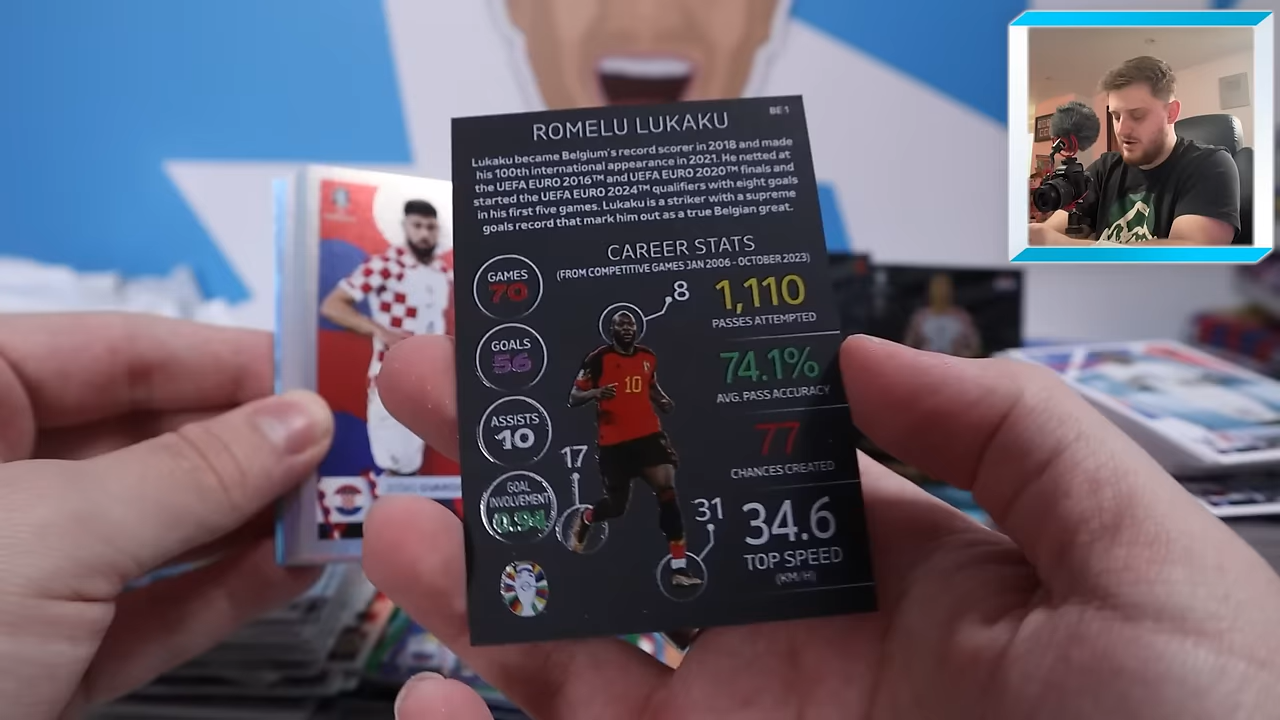 BE 1
ROMELU LUKAKU
Lukaku became Belgium's record scorer in 2018 and made
his 100th international appearance in 2021. He netted at
the UEFA EURO 2016™ and UEFA EURO 2020™ finals and
started the UEFA EURO 2024™ qualifiers with eight goals
in his first five games. Lukaku is a striker with a supreme
goals record that mark him out as a true Belgian great.
CAREER STATS
(FROM COMPETITIVE GAMES JAN 2006 - OCTOBER 2023)
GAMES
70
GOALS
56
ASSISTS
10
GOAL
INVOLVEMENT
0.94
8
17
31
10
1,110
PASSES ATTEMPTED
74.1%
AVG. PASS ACCURACY
77
CHANCES CREATED
34.6
TOP SPEED
(KM/H)